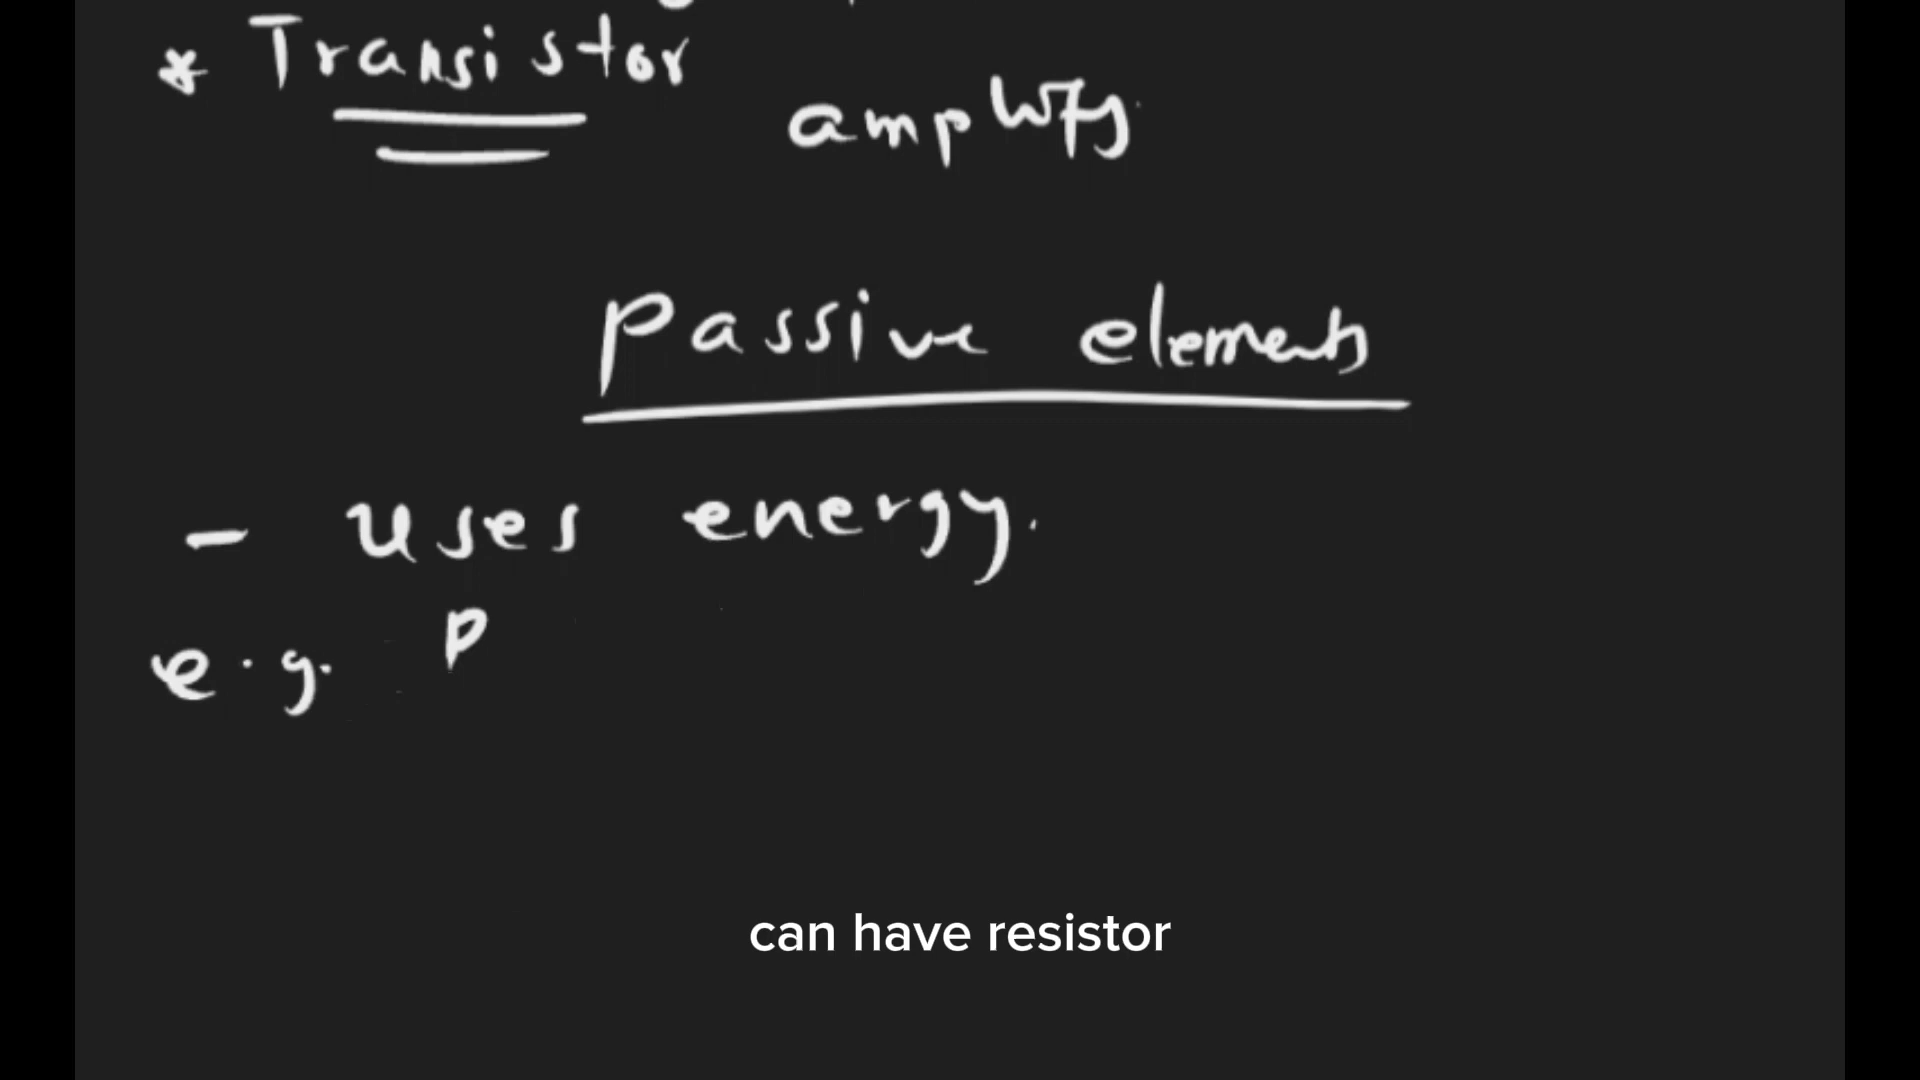 * Transistor
amplify.
Passive elements
- uses energy.
e.g. P
can have resistor